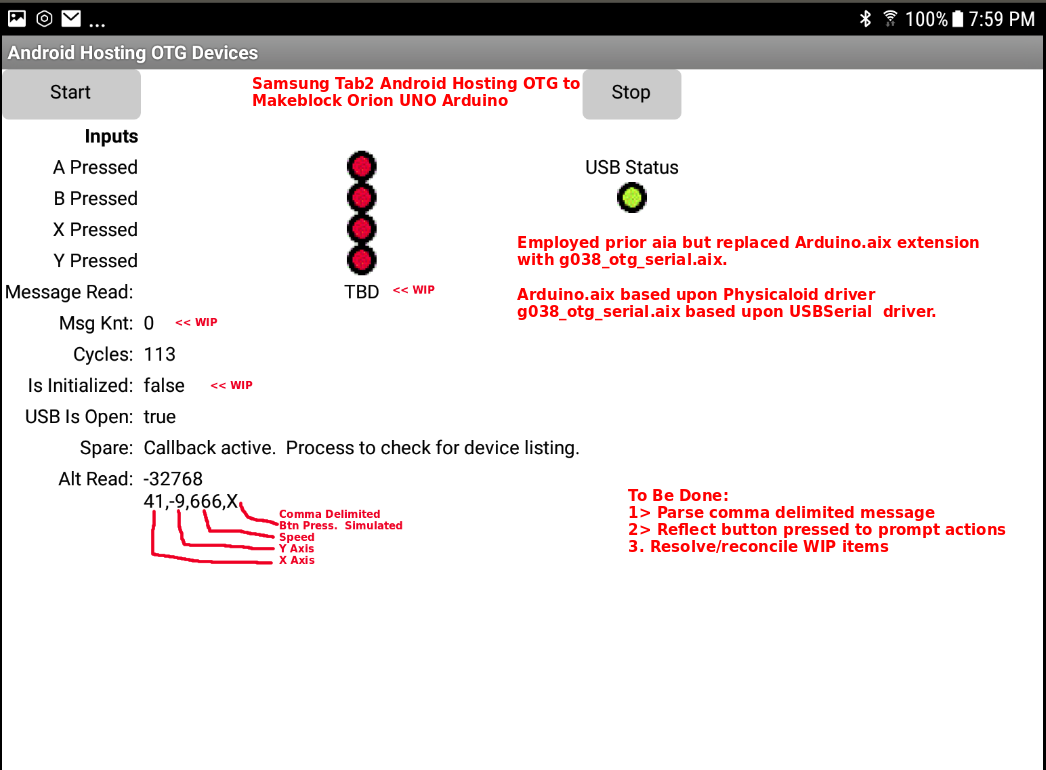 ... 100% 7:59 PM
Android Hosting OTG Devices
Start
Samsung Tab2 Android Hosting OTG to
Makeblock Orion UNO Arduino
Stop
Inputs
A Pressed
USB Status
B Pressed
X Pressed
Y Pressed
Employed prior aia but replaced Arduino.aix extension
with g038_otg_serial.aix.
Message Read: TBD << WIP
Arduino.aix based upon Physicaloid driver
g038_otg_serial.aix based upon USBSerial  driver.
Msg Knt: 0 << WIP
Cycles: 113
Is Initialized: false << WIP
USB Is Open: true
Spare: Callback active.  Process to check for device listing.
Alt Read: -32768
41,-9,666,X
Comma Delimited
Btn Press.  Simulated
Speed
Y Axis
X Axis
To Be Done:
1> Parse comma delimited message
2> Reflect button pressed to prompt actions
3. Resolve/reconcile WIP items